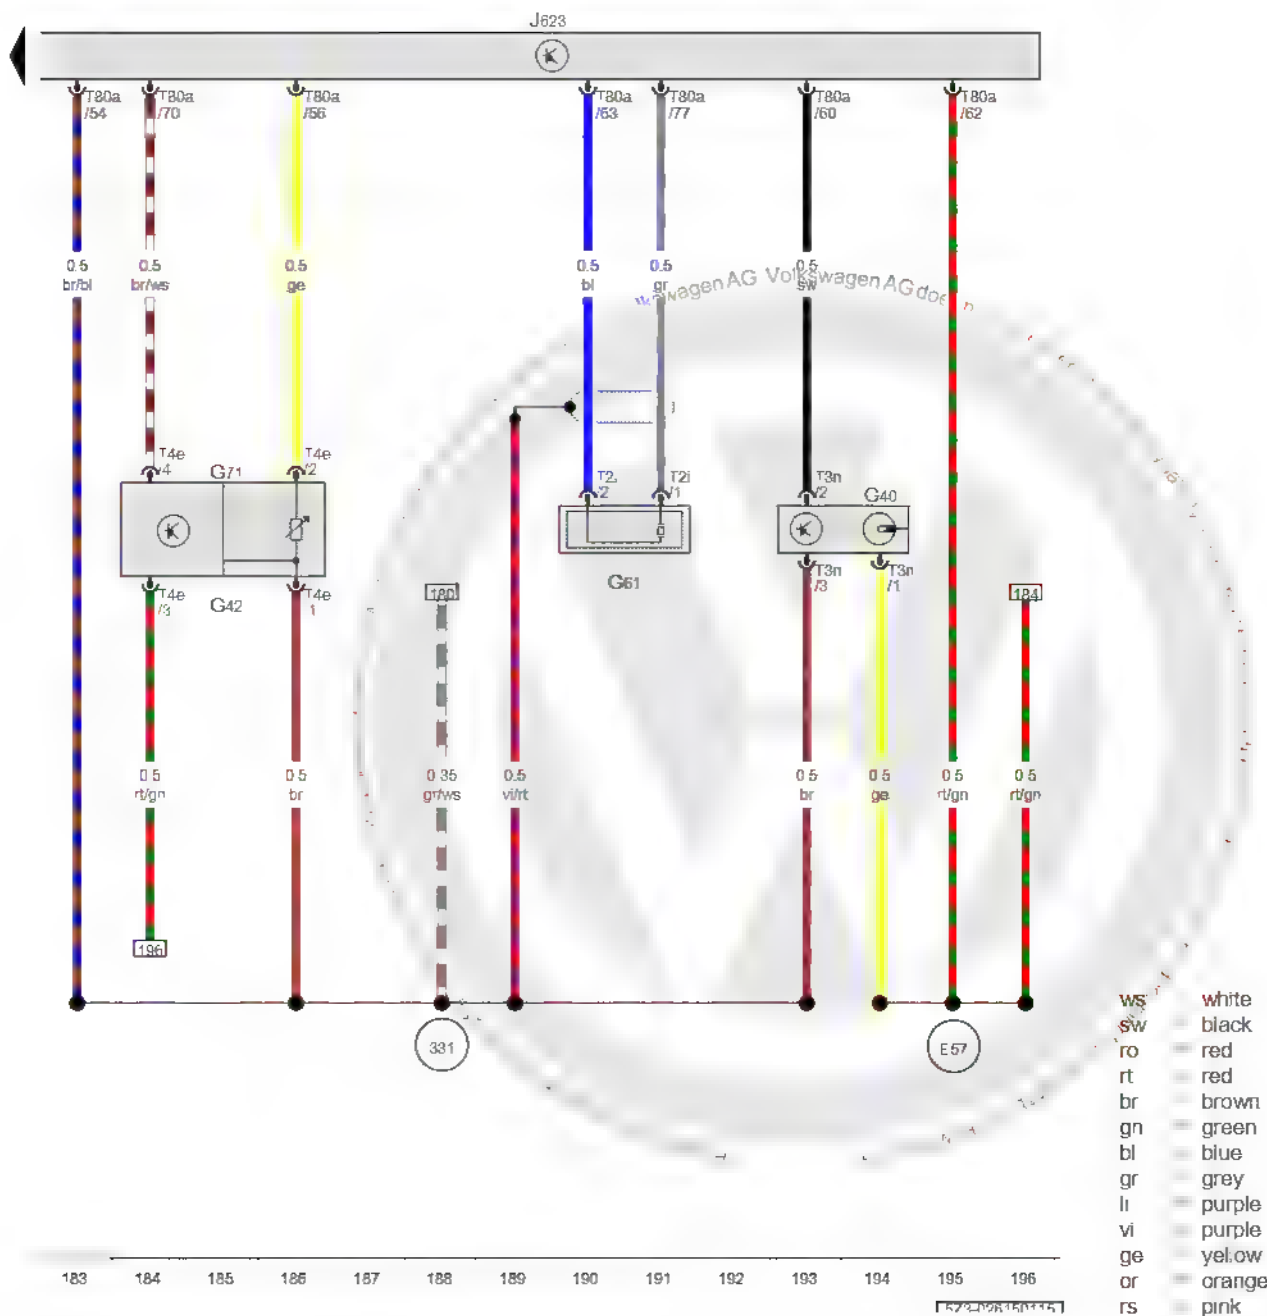 J623
T80a T80a T80a T80a T80a T80a T80a
/54 /70 /56 /63 /77 /60 /62
0.5 0.5 0.5 0.5 0.5 0.5
br/bl br/ws ge bl gr sw
wagen AG Volkswagen AG doe n
T4e T4e T2i T3n
/4 G71 /2 /2 /1 /2 G40
T4e T4e T3n T3n
/3 G42 1 G61 /3 /1
180 184
0.5 0.5 0.35 0.5 0.5 0.5 0.5 0.5
rt/gn br gr/ws vi/rt br ge rt/gn rt/gn
196
331 E57
ws = white
sw = black
ro = red
rt = red
br = brown
gn = green
bl = blue
gr = grey
li = purple
vi = purple
ge = yellow
or = orange
rs = pink
183 184 185 186 187 188 189 190 191 192 193 194 195 196